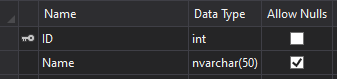 Name Data Type Allow Nulls
ID int
Name nvarchar(50)